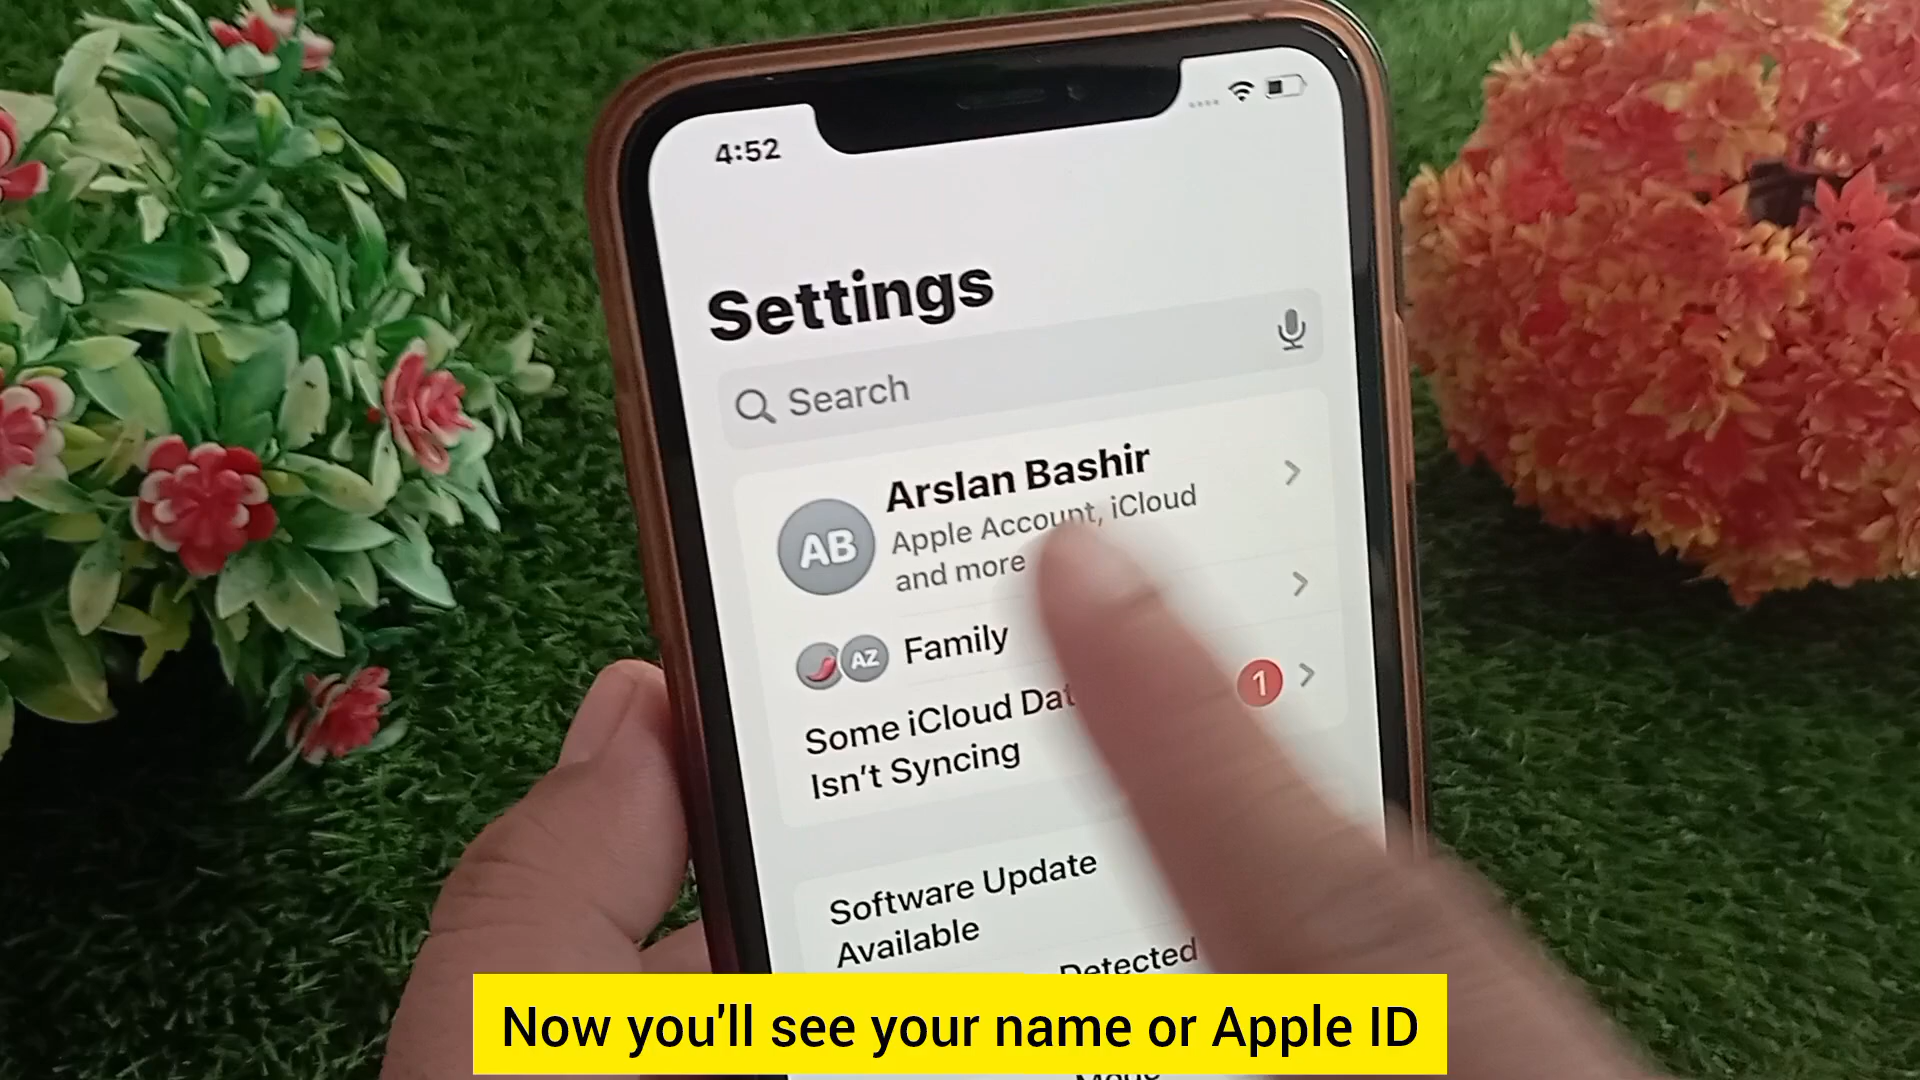 4:52
Settings
Search
Arslan Bashir
AB
Apple Account, iCloud
and more
AZ
Family
Some iCloud Dat
Isn't Syncing
1
Software Update
Available
Detected
Now you'll see your name or Apple ID